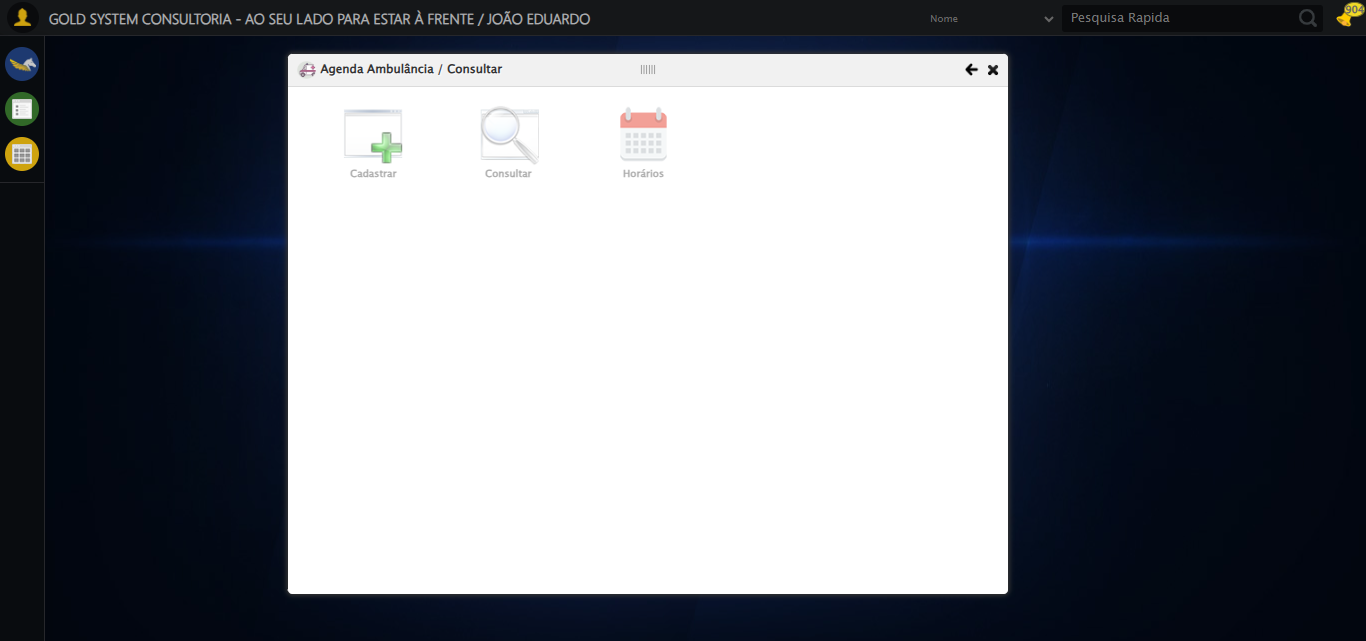 GOLD SYSTEM CONSULTORIA - AO SEU LADO PARA ESTAR À FRENTE / JOÃO EDUARDO
Nome
Pesquisa Rapida
904
Agenda Ambulância / Consultar
Cadastrar
Consultar
Horários